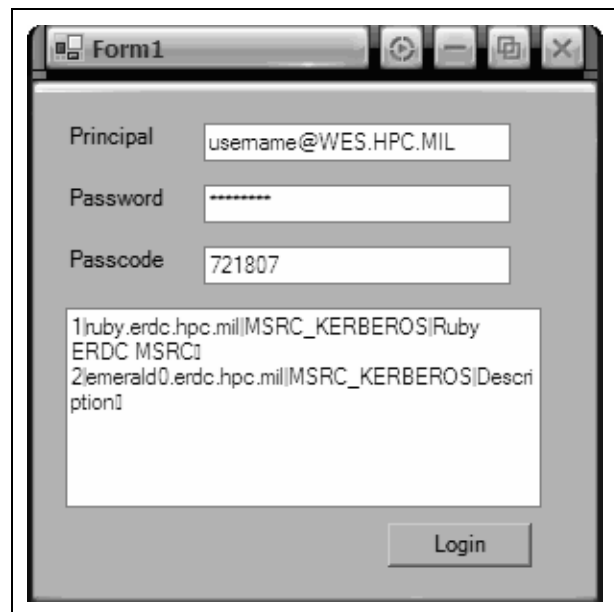 Form1
Principal username@WES.HPC.MIL
Password ********
Passcode 721807
1|ruby.erdc.hpc.mil|MSRC_KERBEROS|Ruby
ERDC MSRC▯
2|emerald0.erdc.hpc.mil|MSRC_KERBEROS|Descri
ption▯
Login